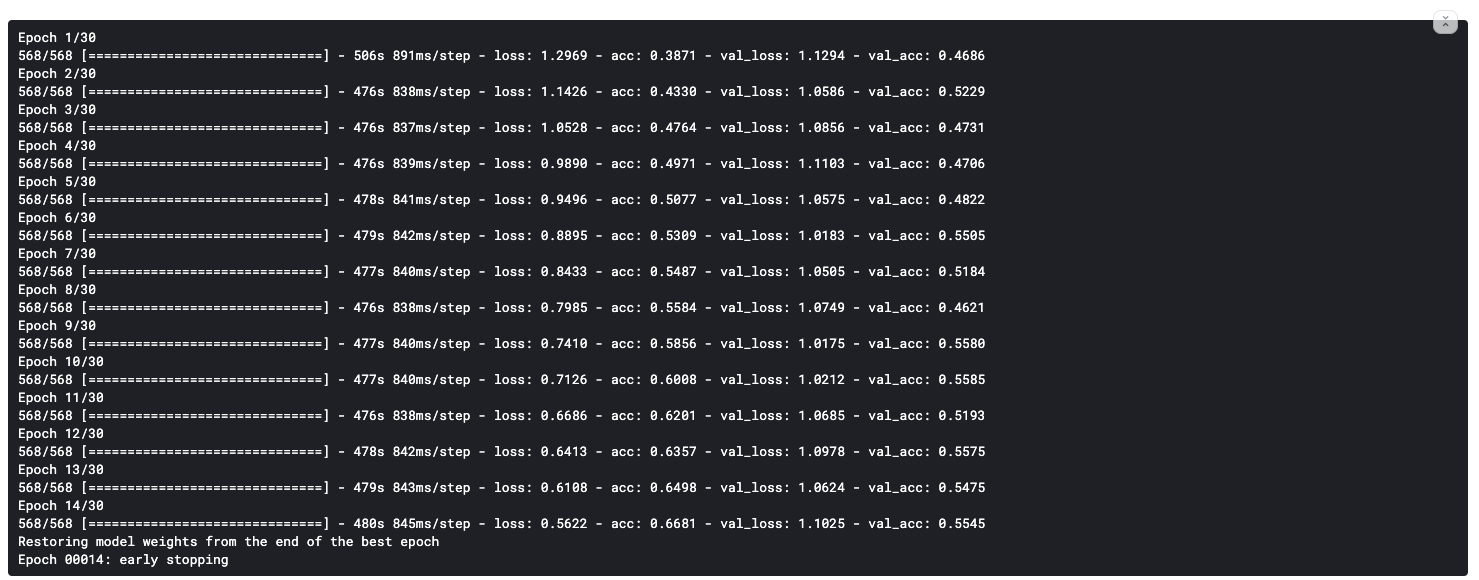 Epoch 1/30
568/568 [==============================] - 506s 891ms/step - loss: 1.2969 - acc: 0.3871 - val_loss: 1.1294 - val_acc: 0.4686
Epoch 2/30
568/568 [==============================] - 476s 838ms/step - loss: 1.1426 - acc: 0.4330 - val_loss: 1.0586 - val_acc: 0.5229
Epoch 3/30
568/568 [==============================] - 476s 837ms/step - loss: 1.0528 - acc: 0.4764 - val_loss: 1.0856 - val_acc: 0.4731
Epoch 4/30
568/568 [==============================] - 476s 839ms/step - loss: 0.9890 - acc: 0.4971 - val_loss: 1.1103 - val_acc: 0.4706
Epoch 5/30
568/568 [==============================] - 478s 841ms/step - loss: 0.9496 - acc: 0.5077 - val_loss: 1.0575 - val_acc: 0.4822
Epoch 6/30
568/568 [==============================] - 479s 842ms/step - loss: 0.8895 - acc: 0.5309 - val_loss: 1.0183 - val_acc: 0.5505
Epoch 7/30
568/568 [==============================] - 477s 840ms/step - loss: 0.8433 - acc: 0.5487 - val_loss: 1.0505 - val_acc: 0.5184
Epoch 8/30
568/568 [==============================] - 476s 838ms/step - loss: 0.7985 - acc: 0.5584 - val_loss: 1.0749 - val_acc: 0.4621
Epoch 9/30
568/568 [==============================] - 477s 840ms/step - loss: 0.7410 - acc: 0.5856 - val_loss: 1.0175 - val_acc: 0.5580
Epoch 10/30
568/568 [==============================] - 477s 840ms/step - loss: 0.7126 - acc: 0.6008 - val_loss: 1.0212 - val_acc: 0.5585
Epoch 11/30
568/568 [==============================] - 476s 838ms/step - loss: 0.6686 - acc: 0.6201 - val_loss: 1.0685 - val_acc: 0.5193
Epoch 12/30
568/568 [==============================] - 478s 842ms/step - loss: 0.6413 - acc: 0.6357 - val_loss: 1.0978 - val_acc: 0.5575
Epoch 13/30
568/568 [==============================] - 479s 843ms/step - loss: 0.6108 - acc: 0.6498 - val_loss: 1.0624 - val_acc: 0.5475
Epoch 14/30
568/568 [==============================] - 480s 845ms/step - loss: 0.5622 - acc: 0.6681 - val_loss: 1.1025 - val_acc: 0.5545
Restoring model weights from the end of the best epoch
Epoch 00014: early stopping